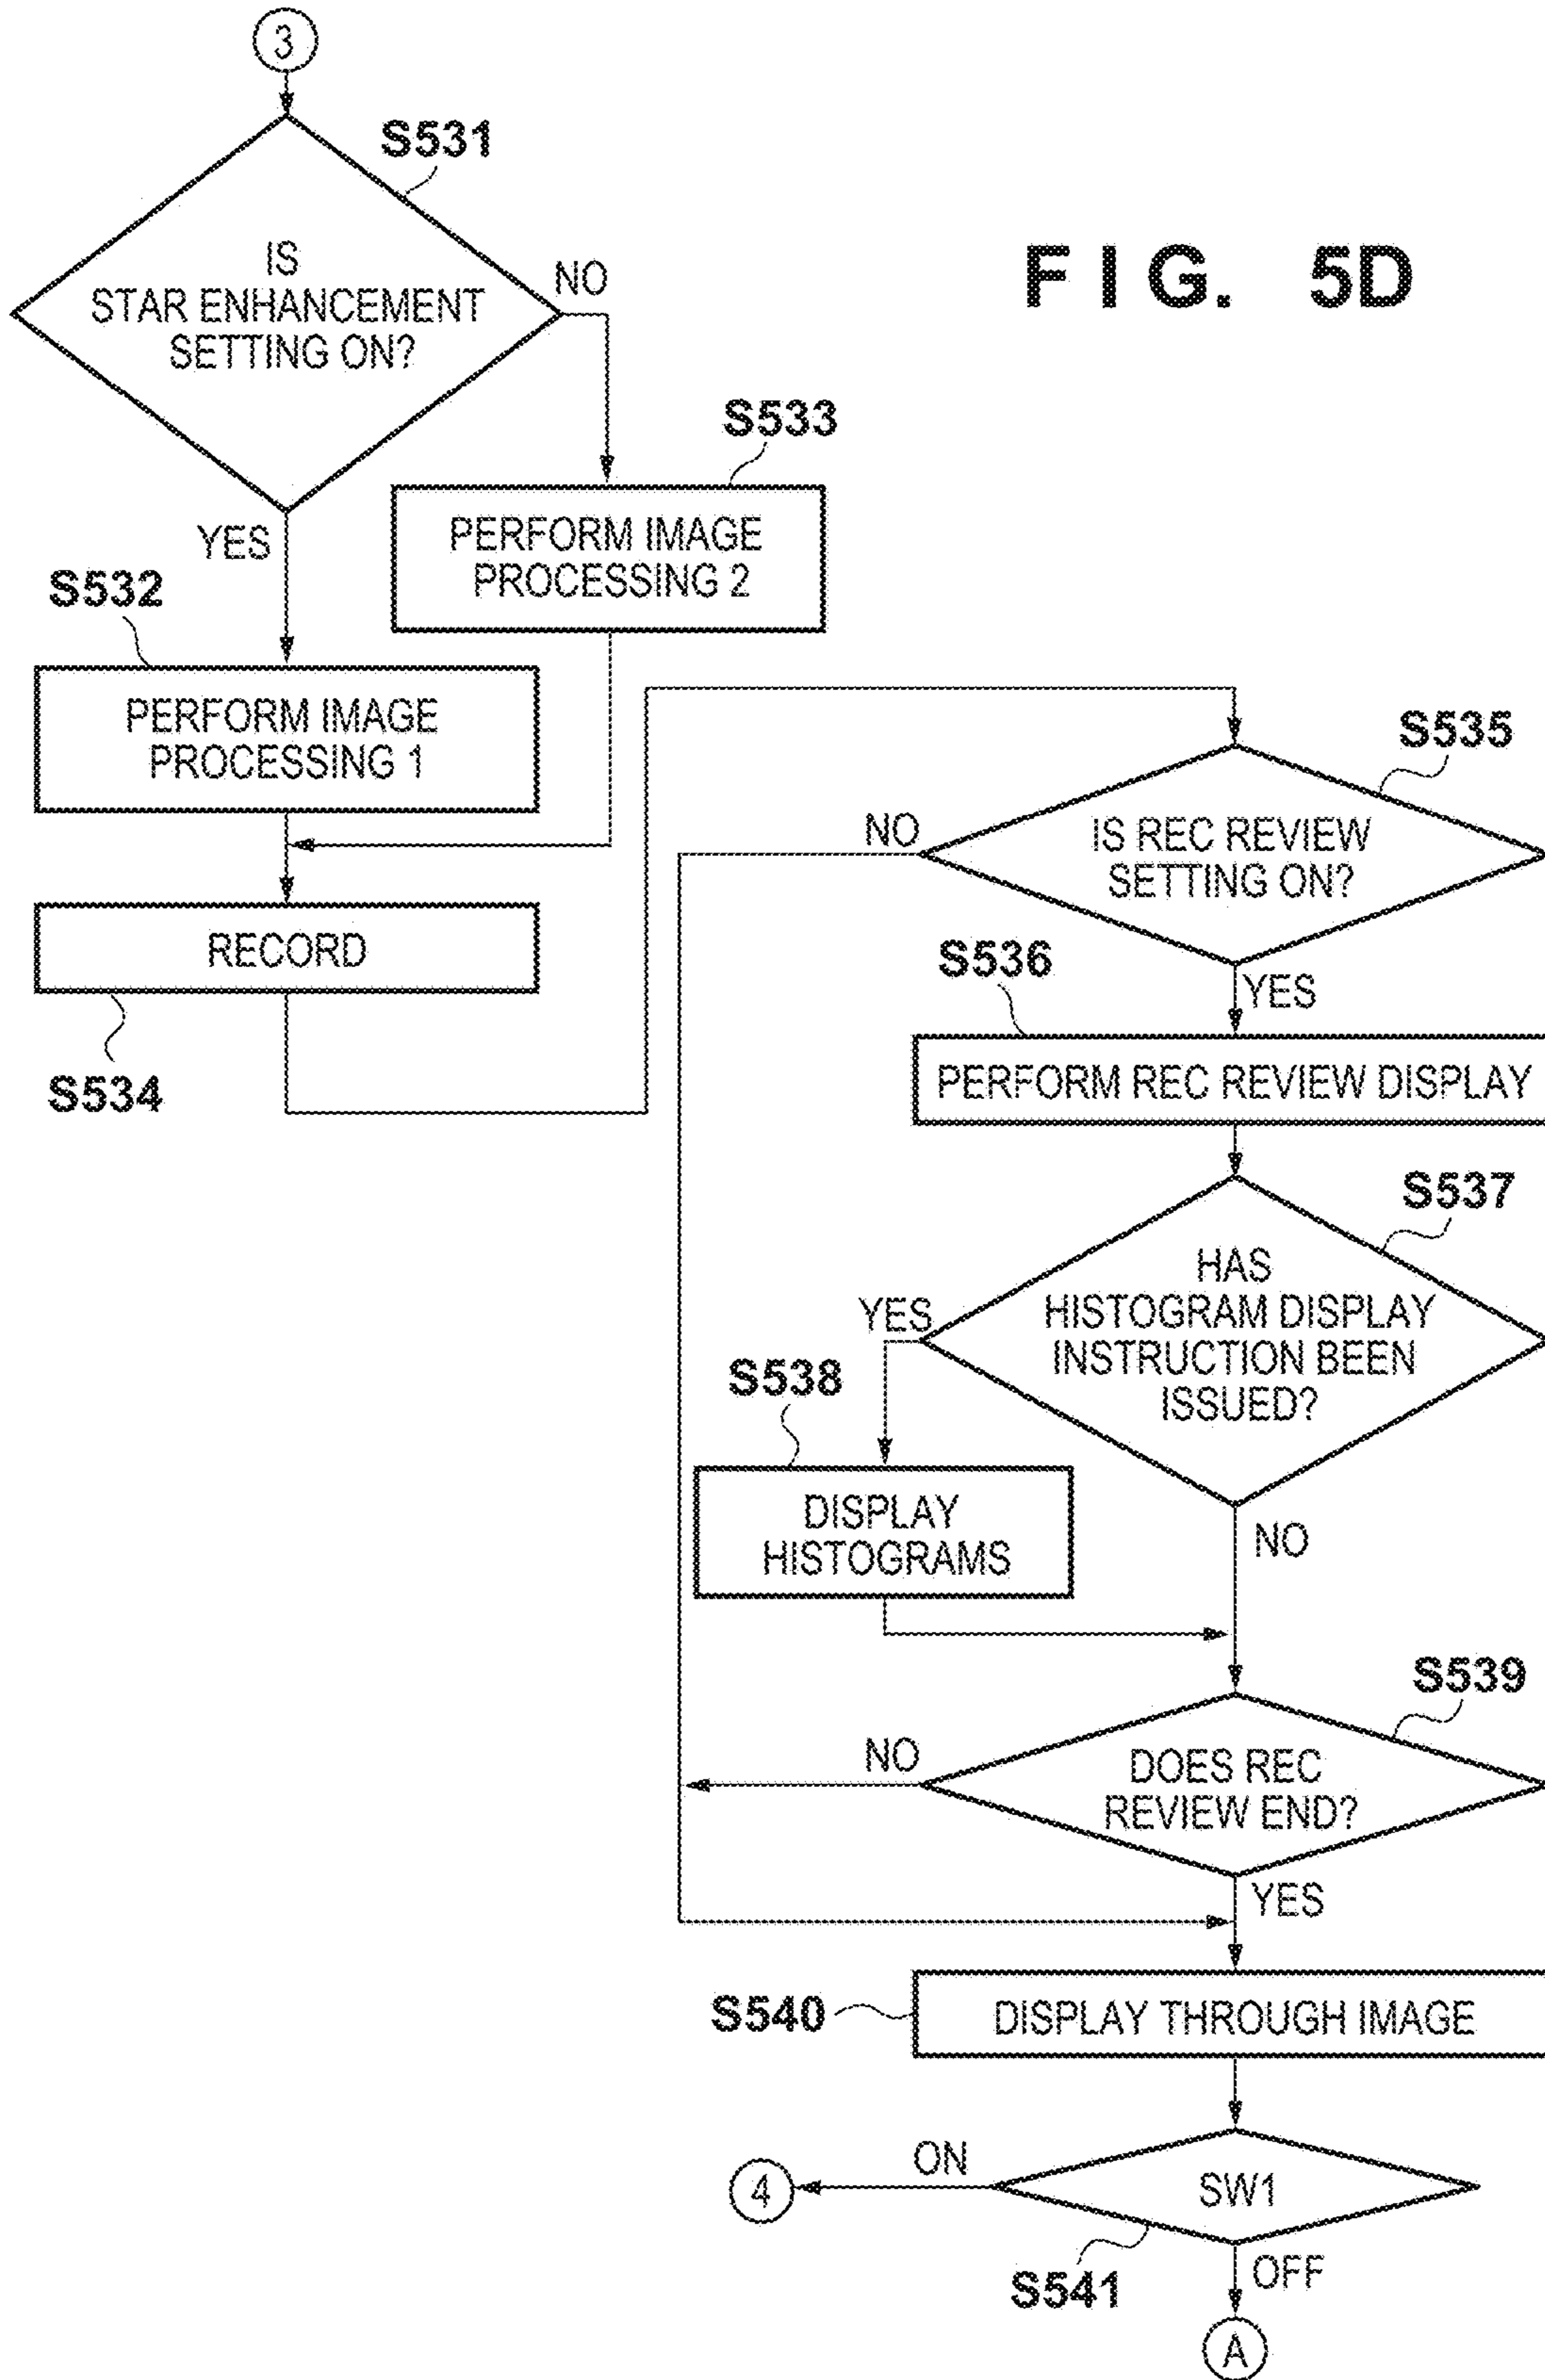 3
S531
FIG. 5D
IS
STAR ENHANCEMENT
SETTING ON?
NO
S533
PERFORM IMAGE
PROCESSING 2
YES
S532
PERFORM IMAGE
PROCESSING 1
S535
IS REC REVIEW
SETTING ON?
NO
RECORD
S534
YES
S536
PERFORM REC REVIEW DISPLAY
S537
HAS
HISTOGRAM DISPLAY
INSTRUCTION BEEN
ISSUED?
YES
S538
DISPLAY
HISTOGRAMS
NO
S539
DOES REC
REVIEW END?
NO
YES
S540
DISPLAY THROUGH IMAGE
SW1
ON
4
S541
OFF
A